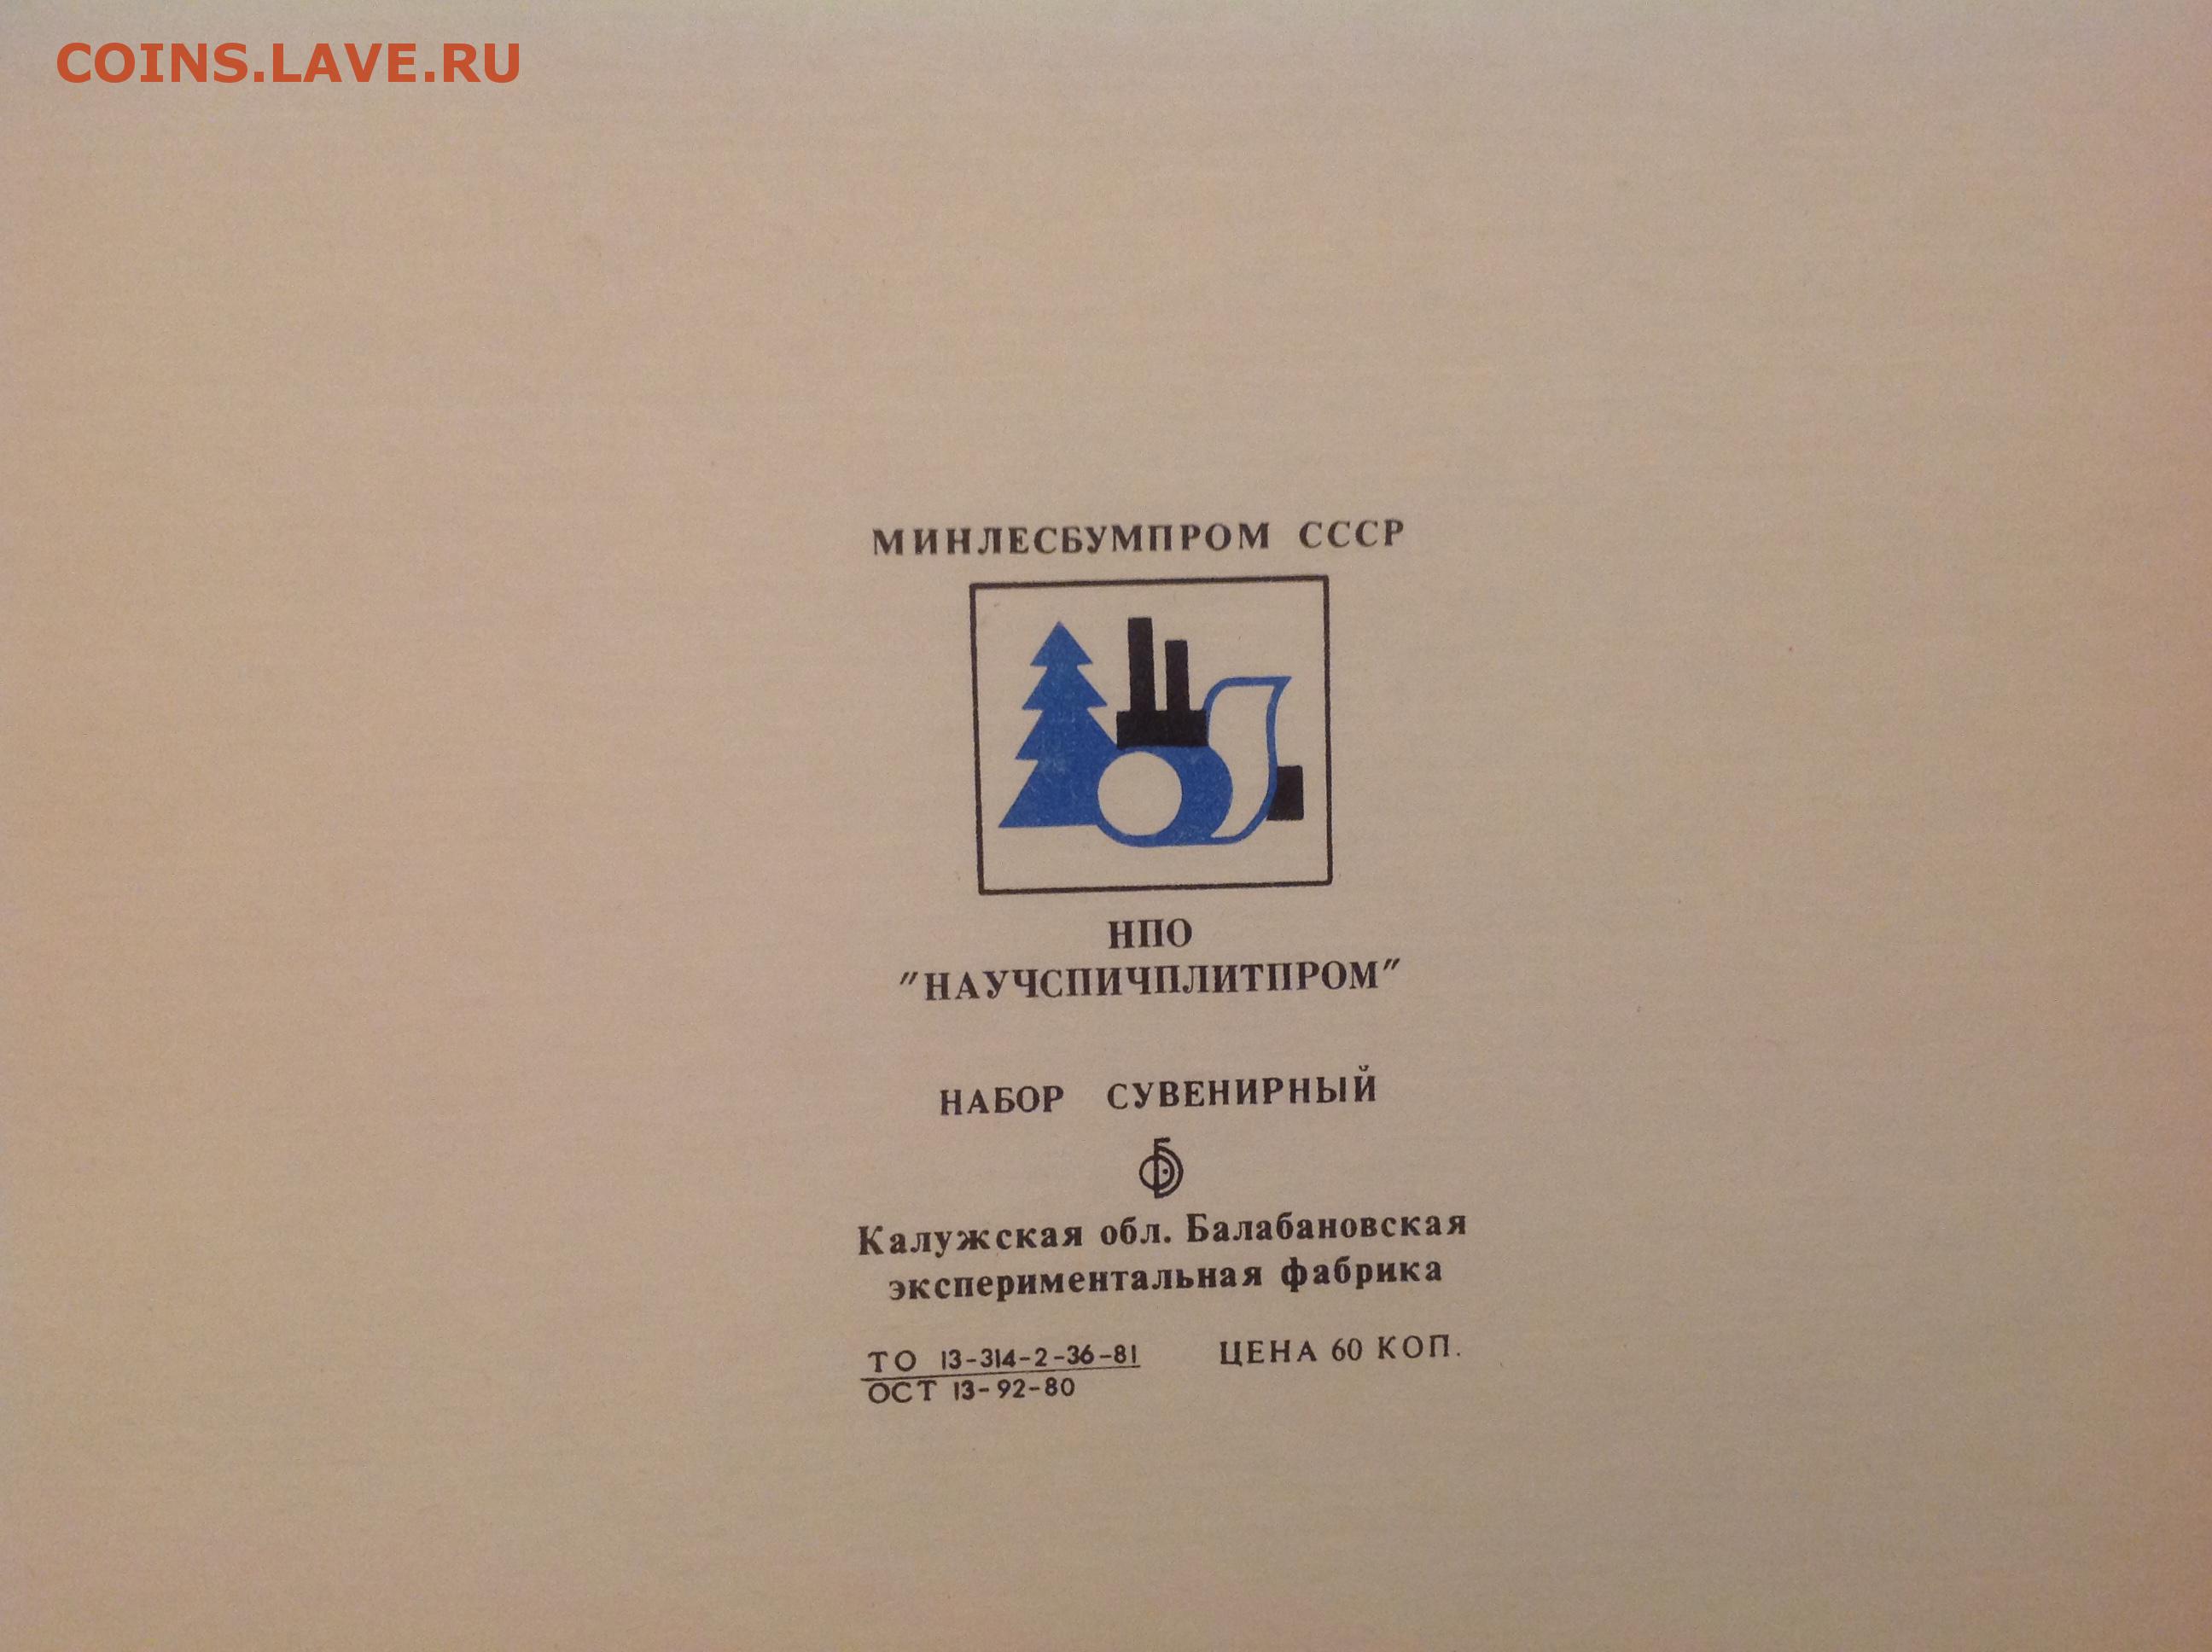 COINS.LAVE.RU
МИНЛЕСБУМПРОМ СССР
НПО
"НАУЧСПИЧПЛИТПРОМ"
НАБОР СУВЕНИРНЫЙ
Калужская обл. Балабановская
экспериментальная фабрика
ТО 13-314-2-36-81 ЦЕНА 60 КОП.
ОСТ 13-92-80